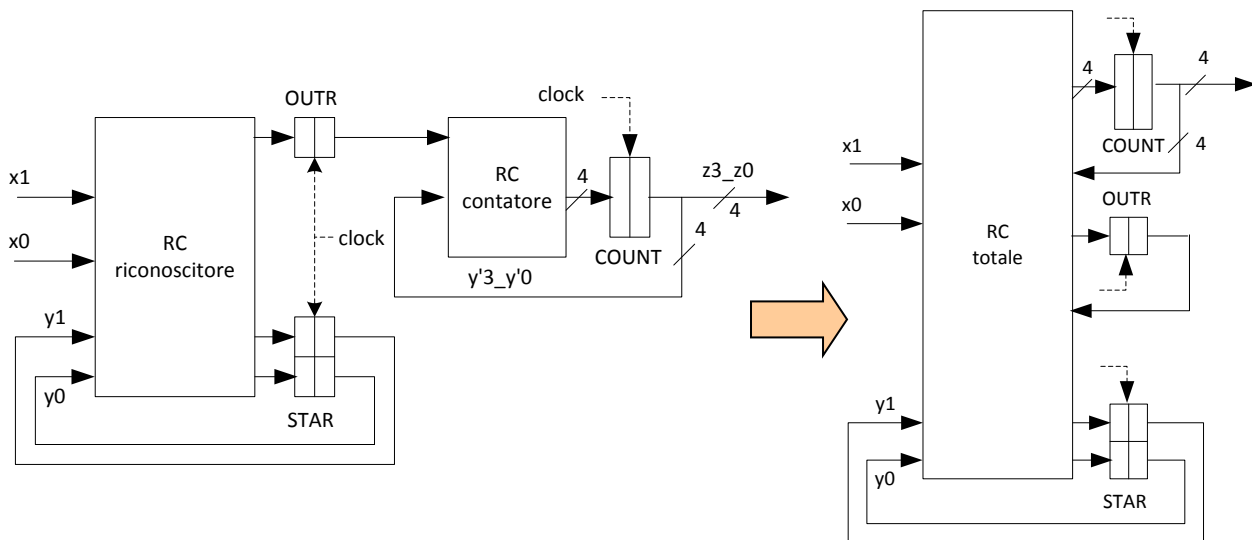 OUTR
x1
x0
RC
riconoscitore
clock
y1
y0
STAR
clock
RC
contatore
4
COUNT
z3_z0
4
4
y'3_y'0
x1
x0
RC
totale
4
COUNT
4
4
OUTR
y1
y0
STAR